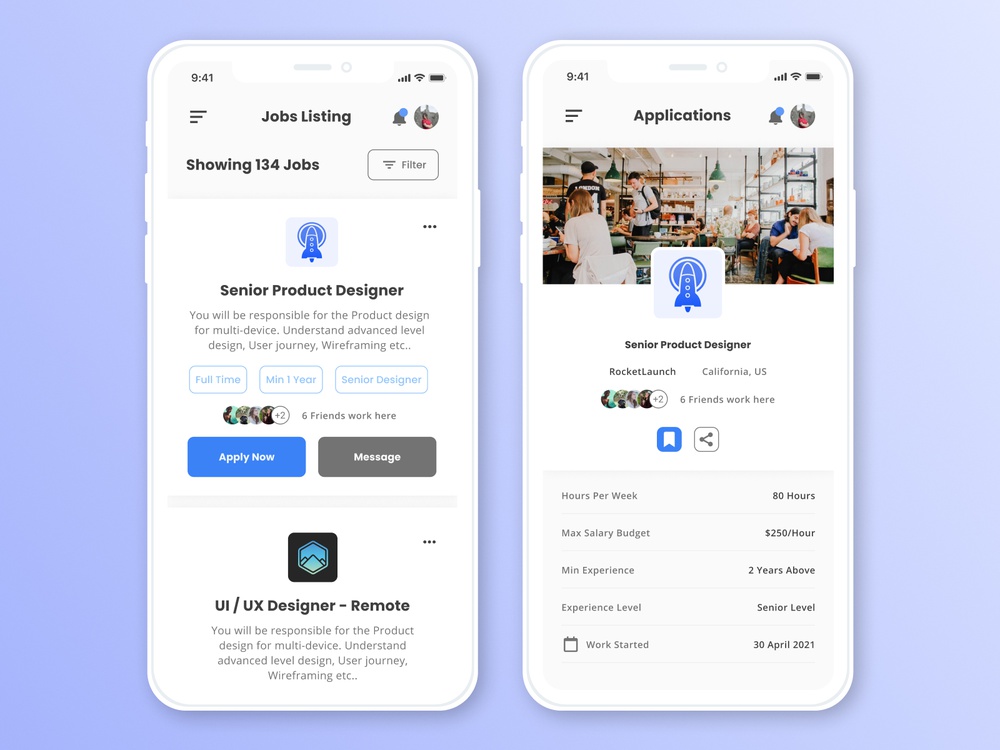 9:41
Jobs Listing
Showing 134 Jobs
Filter
Senior Product Designer
You will be responsible for the Product design
for multi-device. Understand advanced level
design, User journey, Wireframing etc..
Full Time
Min 1 Year
Senior Designer
+2
6 Friends work here
Apply Now
Message
UI / UX Designer - Remote
You will be responsible for the Product
design for multi-device. Understand
advanced level design, User journey,
Wireframing etc..
9:41
Applications
LONDON
Senior Product Designer
RocketLaunch
California, US
+2
6 Friends work here
Hours Per Week
80 Hours
Max Salary Budget
$250/Hour
Min Experience
2 Years Above
Experience Level
Senior Level
Work Started
30 April 2021